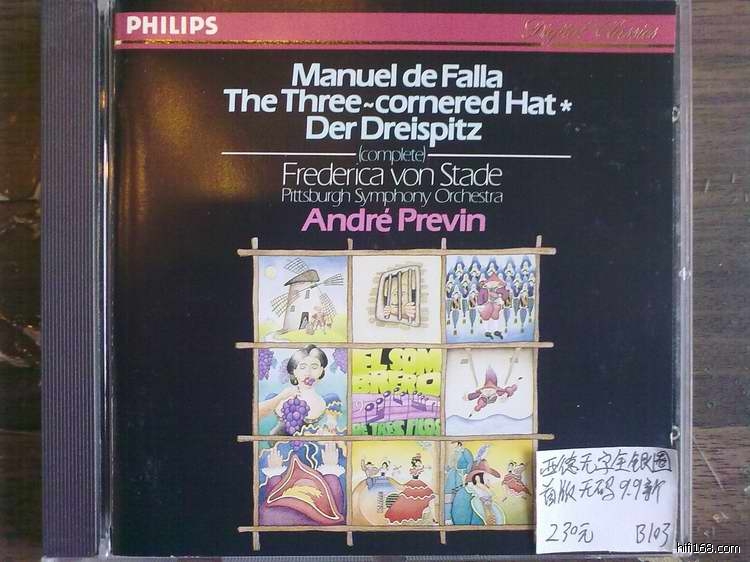 PHILIPS
Digital Classics
Manuel de Falla
The Three~cornered Hat*
Der Dreispitz
(complete)
Frederica von Stade
Pittsburgh Symphony Orchestra
André Previn
EL SOM
BRERO
DE TRES PICOS
西德无字全银圈
首版无码 9.9新
230元 B103
hifi168.com